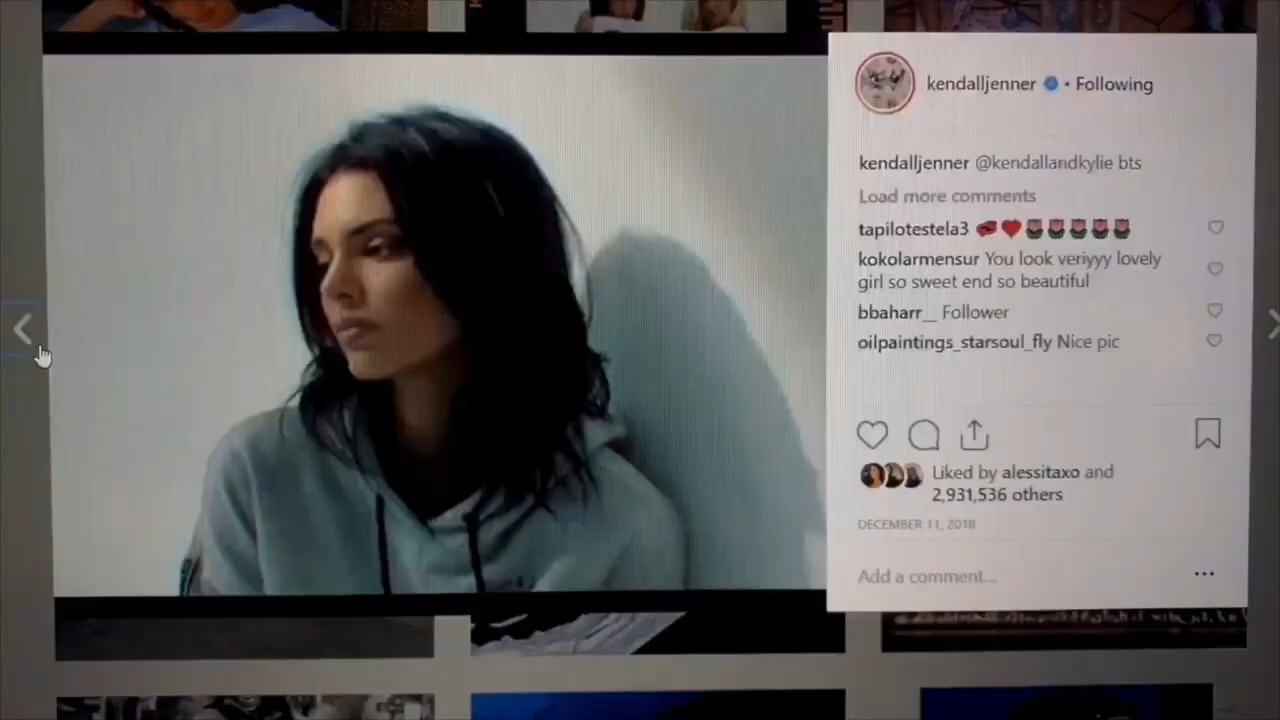 kendalljenner • Following
kendalljenner @kendallandkylie bts
Load more comments
tapilotestela3 💋❤️🌷🌷🌷🌷🌷
kokolarmensur You look veriyyy lovely
girl so sweet end so beautiful
bbaharr__ Follower
oilpaintings_starsoul_fly Nice pic
Liked by alessitaxo and
2,931,536 others
DECEMBER 11, 2018
Add a comment...